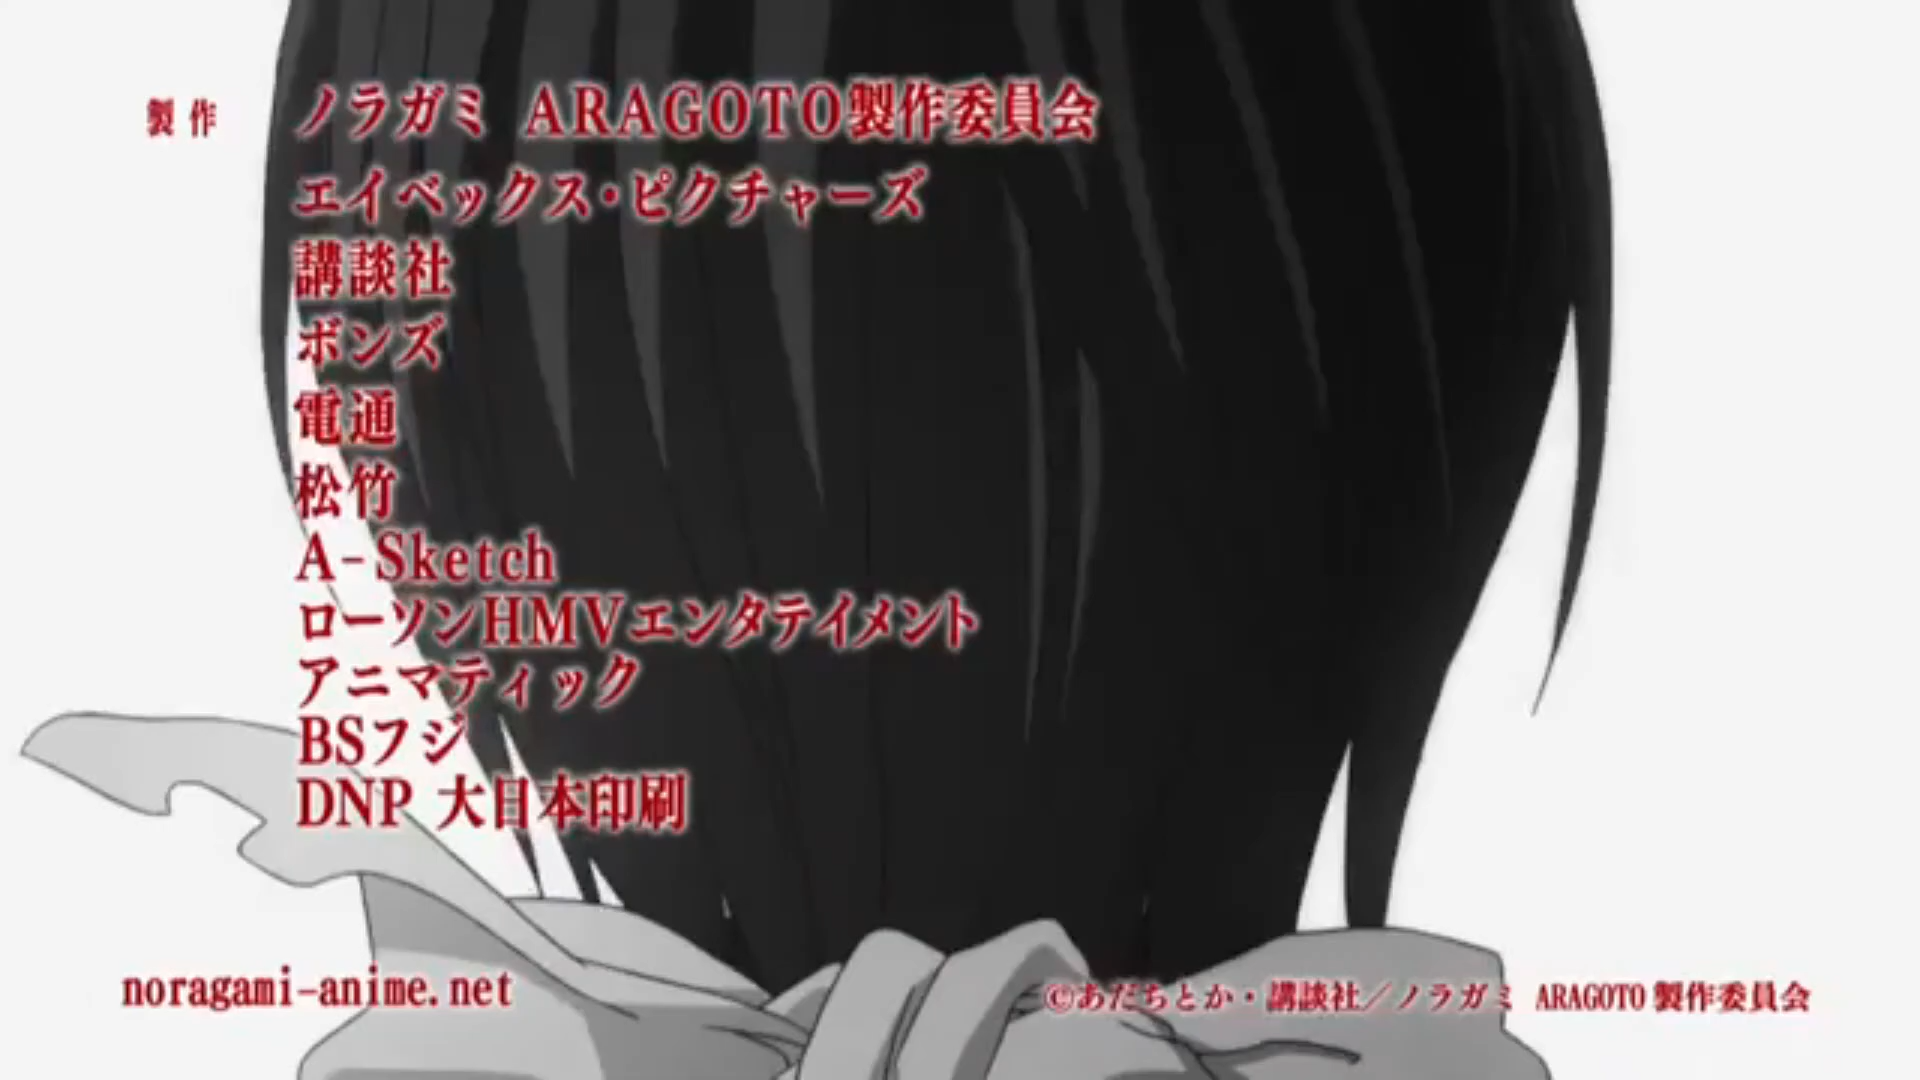 製作 ノラガミ ARAGOTO製作委員会
エイベックス・ピクチャーズ
講談社
ボンズ
電通
松竹
A-Sketch
ローソンHMVエンタテイメント
アニマティック
BSフジ
DNP 大日本印刷
noragami-anime.net
©あだちとか・講談社／ノラガミ ARAGOTO製作委員会